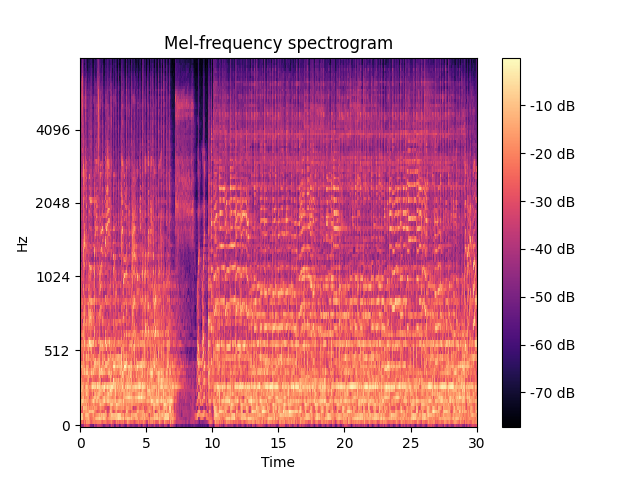 Mel-frequency spectrogram
Hz
4096
2048
1024
512
0
0 5 10 15 20 25 30
Time
-10 dB
-20 dB
-30 dB
-40 dB
-50 dB
-60 dB
-70 dB